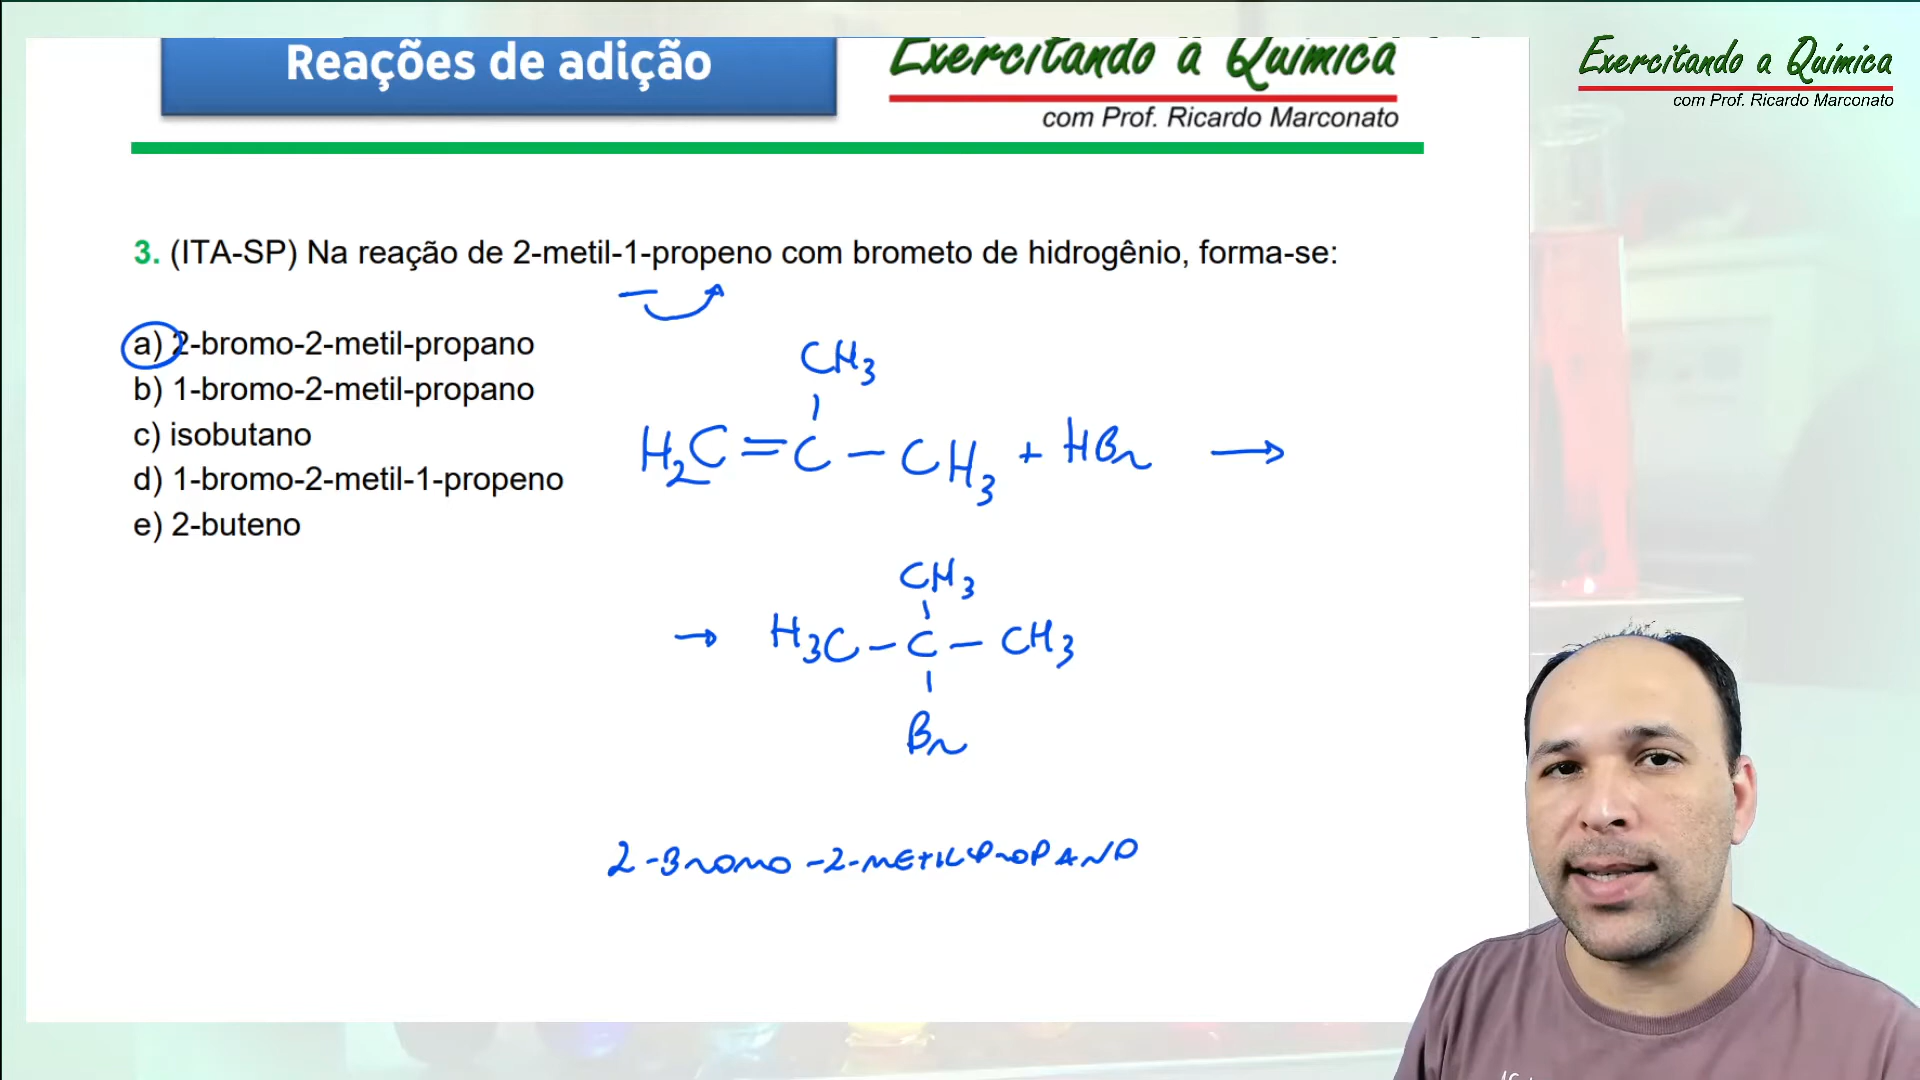 Reações de adição
Exercitando a Química
com Prof. Ricardo Marconato
Exercitando a Química
com Prof. Ricardo Marconato
3. (ITA-SP) Na reação de 2-metil-1-propeno com brometo de hidrogênio, forma-se:
a) 2-bromo-2-metil-propano
b) 1-bromo-2-metil-propano
c) isobutano
d) 1-bromo-2-metil-1-propeno
e) 2-buteno
CH3
H2C=C-CH3 + HBr →
CH3
→ H3C-C-CH3
Br
2-BROMO-2-METILPROPANO